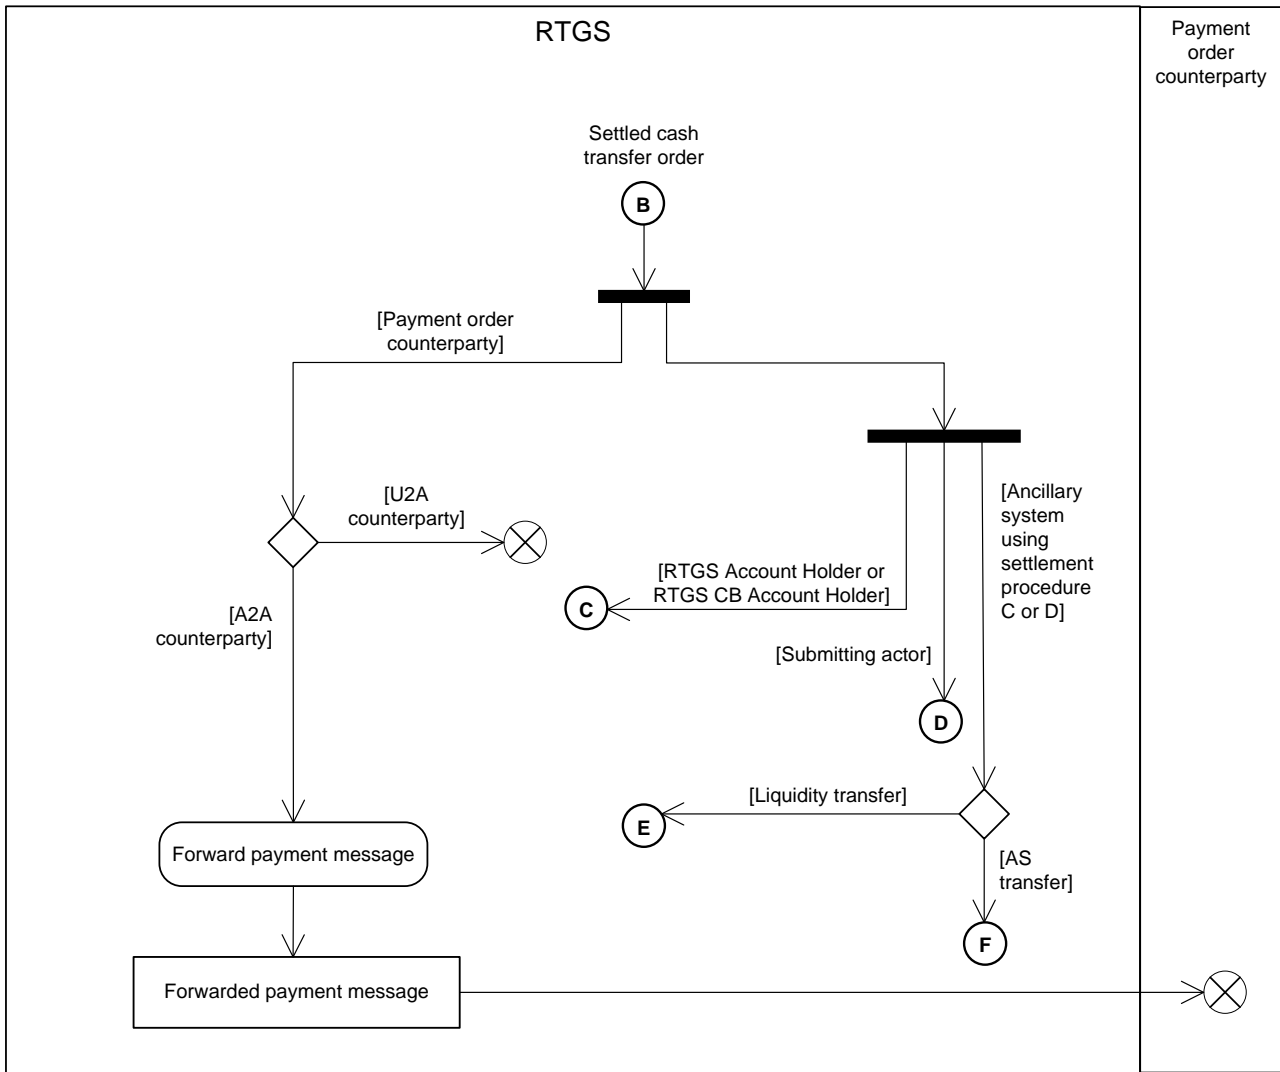 RTGS
Payment
order
counterparty
Settled cash
transfer order
B
[Payment order
counterparty]
[U2A
counterparty]
[Ancillary
system
using
settlement
procedure
C or D]
[RTGS Account Holder or
RTGS CB Account Holder]
C
[A2A
counterparty]
[Submitting actor]
D
[Liquidity transfer]
E
Forward payment message
[AS
transfer]
F
Forwarded payment message